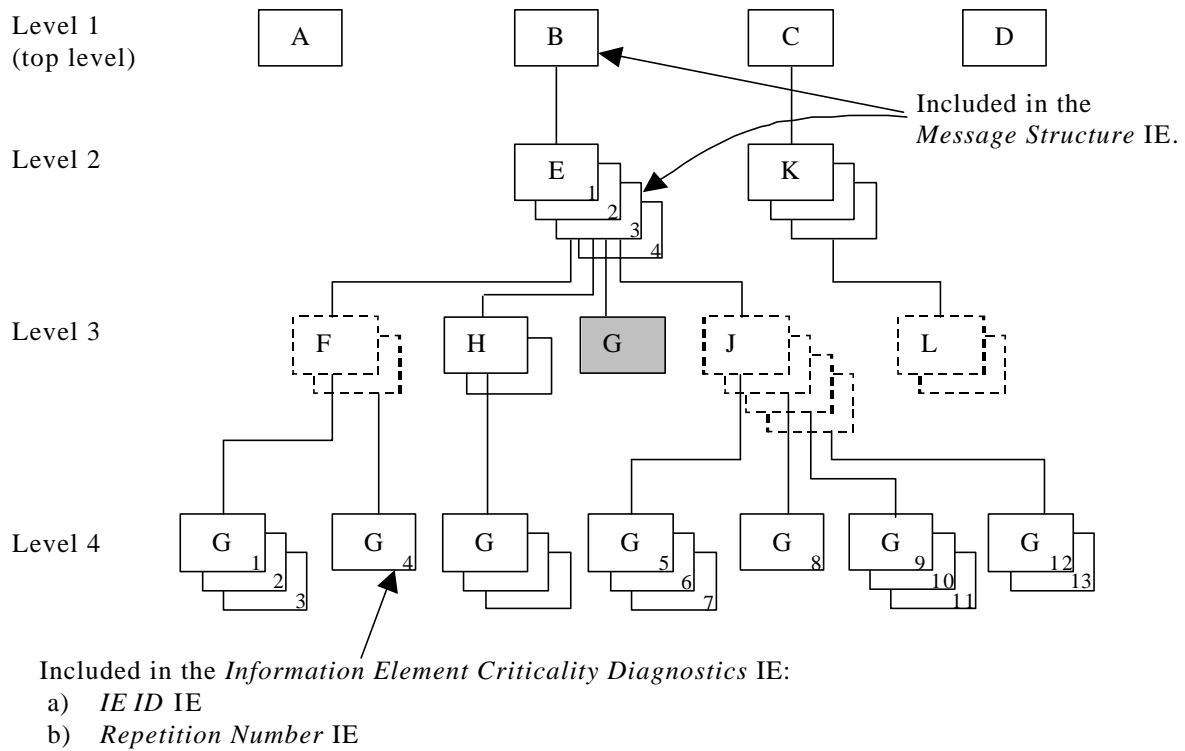 Level 1
(top level)
A
B
C
D
Included in the
Message Structure IE.
Level 2
E
1
2
3
4
K
Level 3
F
H
G
J
L
Level 4
G
1
2
3
G
4
G
G
5
6
7
G
8
G
9
10
11
G
12
13
Included in the Information Element Criticality Diagnostics IE:
a) IE ID IE
b) Repetition Number IE